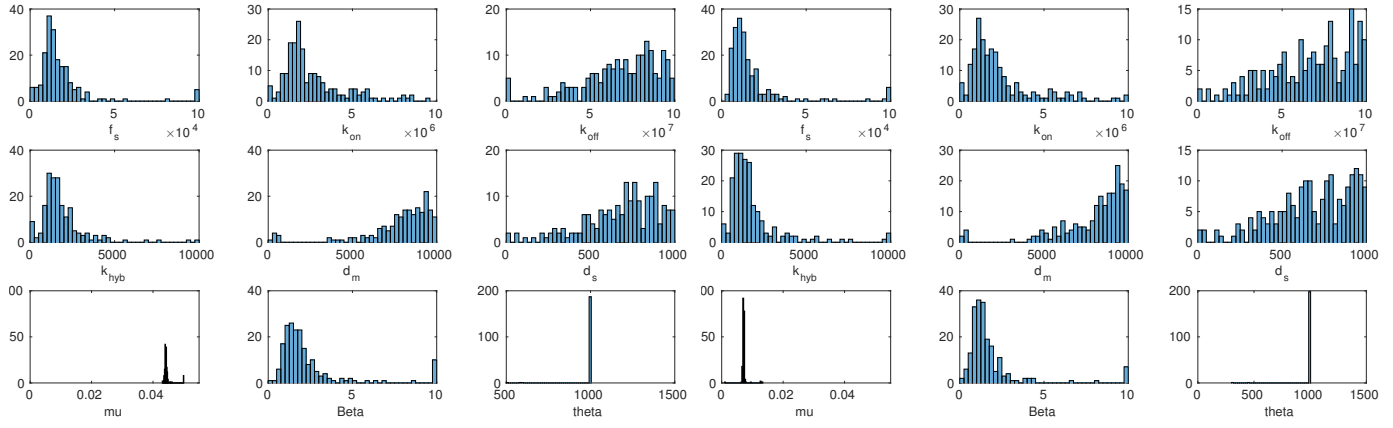 40 30 40 40 30 15
30 20 10
20 20 20 20 5
10
0 0 0 0 0 0
0 5 10 0 5 10 0 5 10 0 5 10 0 5 10 0 5 10
f_s ×10^4 k_on ×10^6 k_off ×10^7 f_s ×10^4 k_on ×10^6 k_off ×10^7
40 40 20 30 30 15
20 20 10 20 20 10
10 10 5
0 0 0 0 0 0
0 5000 10000 0 5000 10000 0 500 1000 0 5000 10000 0 5000 10000 0 500 1000
k_hyb d_m d_s k_hyb d_m d_s
00 40 200 100 40 200
50 20 100 50 20 100
0 0 0 0 0 0
0 0.02 0.04 0 5 10 500 1000 1500 0 0.02 0.04 0 5 10 0 500 1000 1500
mu Beta theta mu Beta theta